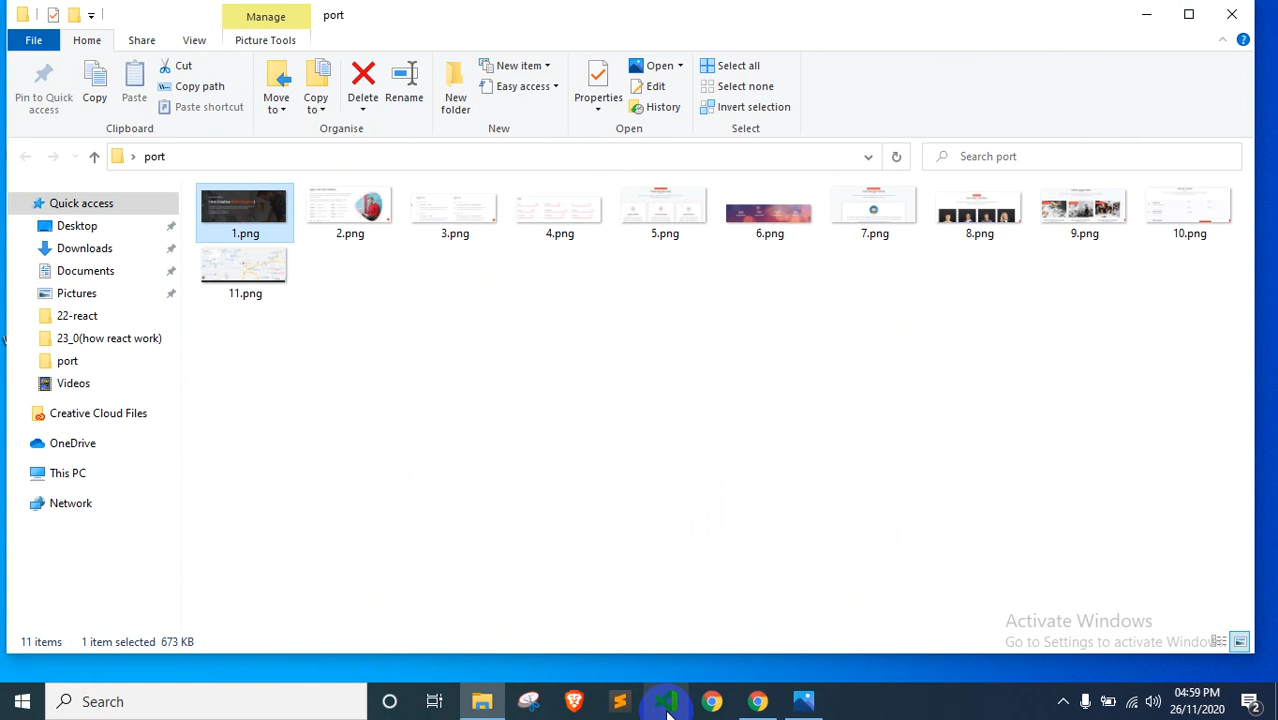 Manage
port
File
Home
Share
View
Picture Tools
Pin to Quick access
Copy
Paste
Cut
Copy path
Paste shortcut
Clipboard
Move to
Copy to
Delete
Rename
Organise
New folder
New item
Easy access
New
Properties
Open
Edit
History
Open
Select all
Select none
Invert selection
Select
port
Search port
Quick access
Desktop
Downloads
Documents
Pictures
22-react
23_0(how react work)
port
Videos
Creative Cloud Files
OneDrive
This PC
Network
1.png
2.png
3.png
4.png
5.png
6.png
7.png
8.png
9.png
10.png
11.png
Activate Windows
Go to Settings to activate Windows
11 items
1 item selected 673 KB
Search
04:59 PM
26/11/2020
2